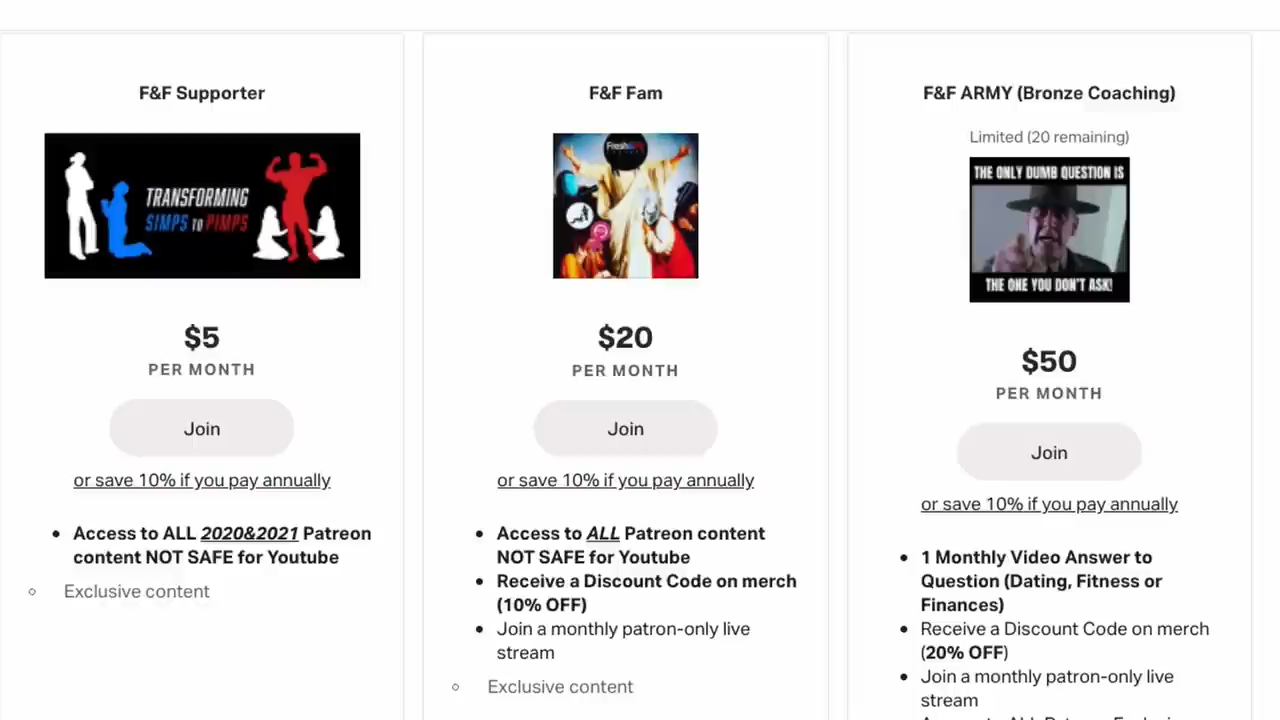 F&F Supporter
TRANSFORMING
SIMPS TO PIMPS
$5
PER MONTH
Join
or save 10% if you pay annually
Access to ALL 2020&2021 Patreon
content NOT SAFE for Youtube
Exclusive content
F&F Fam
$20
PER MONTH
Join
or save 10% if you pay annually
Access to ALL Patreon content
NOT SAFE for Youtube
Receive a Discount Code on merch
(10% OFF)
Join a monthly patron-only live
stream
Exclusive content
F&F ARMY (Bronze Coaching)
Limited (20 remaining)
THE ONLY DUMB QUESTION IS
THE ONE YOU DON'T ASK!
$50
PER MONTH
Join
or save 10% if you pay annually
1 Monthly Video Answer to
Question (Dating, Fitness or
Finances)
Receive a Discount Code on merch
(20% OFF)
Join a monthly patron-only live
stream